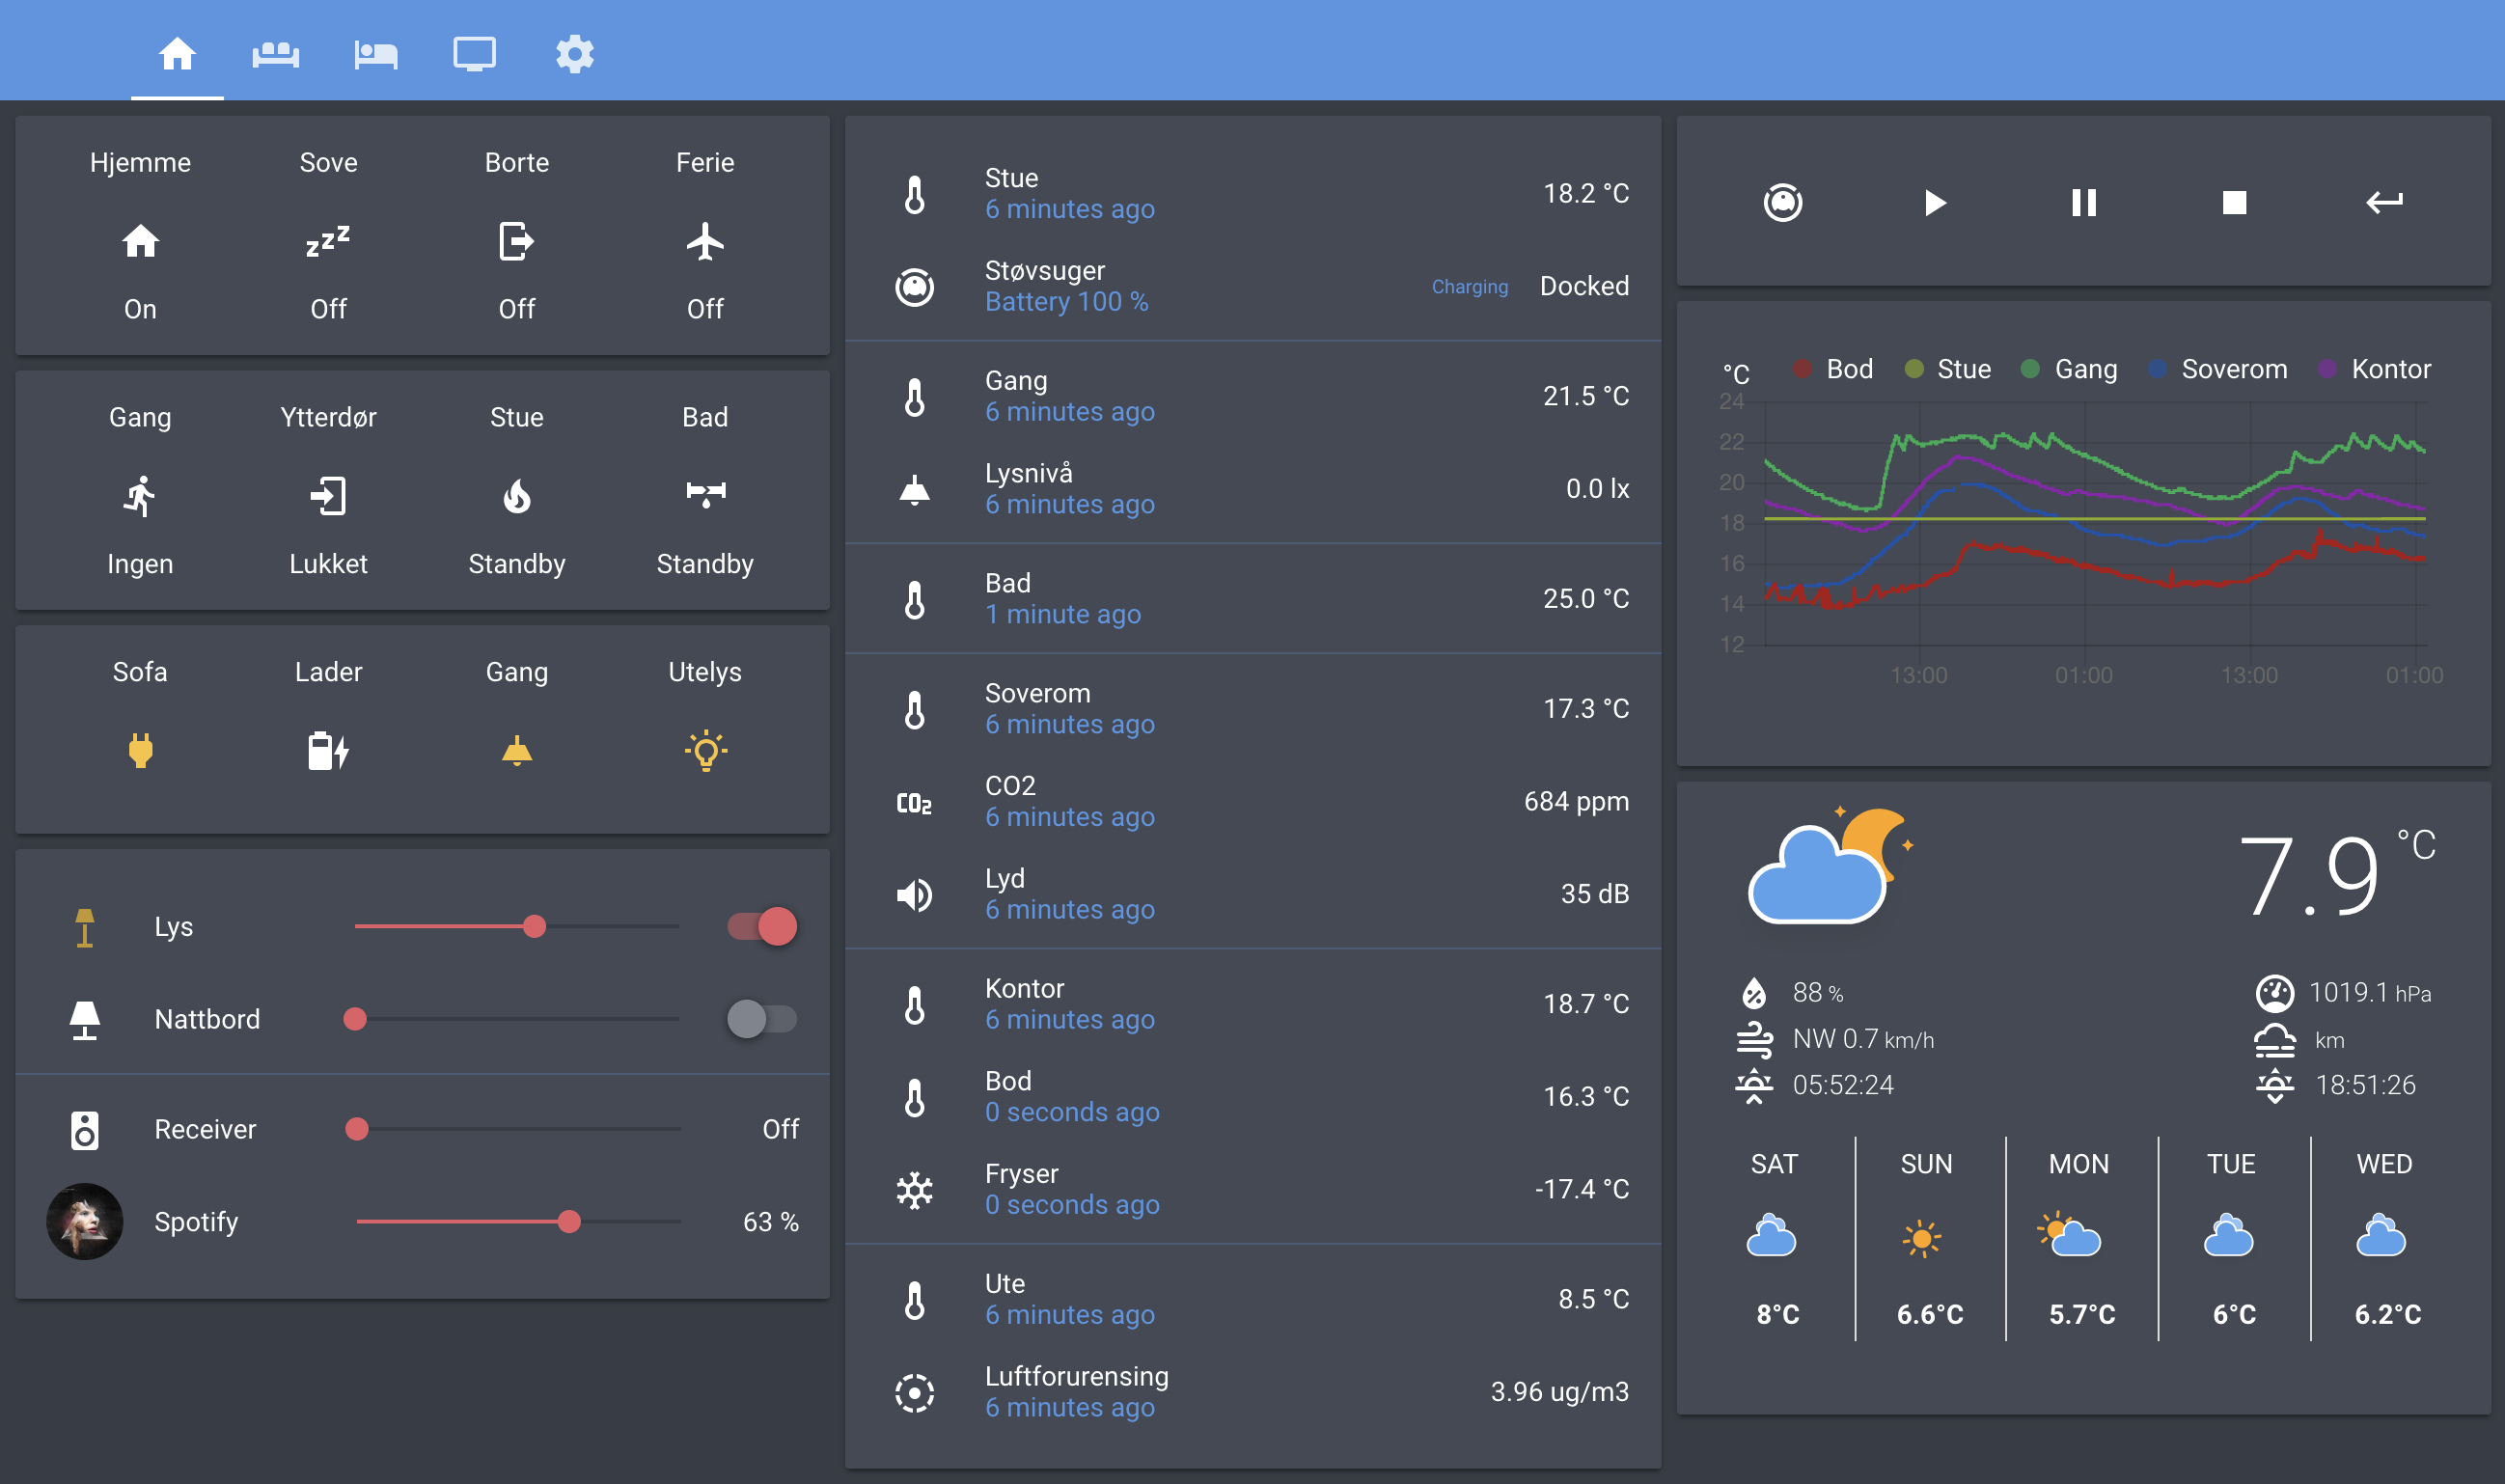 Hjemme Sove Borte Ferie
zzz
On Off Off Off
Gang Ytterdør Stue Bad
Ingen Lukket Standby Standby
Sofa Lader Gang Utelys
Lys
Nattbord
Receiver Off
Spotify 63 %
Stue
6 minutes ago
18.2 °C
Støvsuger
Battery 100 %
Charging Docked
Gang
6 minutes ago
21.5 °C
Lysnivå
6 minutes ago
0.0 lx
Bad
1 minute ago
25.0 °C
Soverom
6 minutes ago
17.3 °C
CO2
CO2
6 minutes ago
684 ppm
Lyd
6 minutes ago
35 dB
Kontor
6 minutes ago
18.7 °C
Bod
0 seconds ago
16.3 °C
Fryser
0 seconds ago
-17.4 °C
Ute
6 minutes ago
8.5 °C
Luftforurensing
6 minutes ago
3.96 ug/m3
°C Bod Stue Gang Soverom Kontor
24
22
20
18
16
14
12
13:00 01:00 13:00 01:00
7.9 °C
88 % 1019.1 hPa
NW 0.7 km/h km
05:52:24 18:51:26
SAT SUN MON TUE WED
8°C 6.6°C 5.7°C 6°C 6.2°C